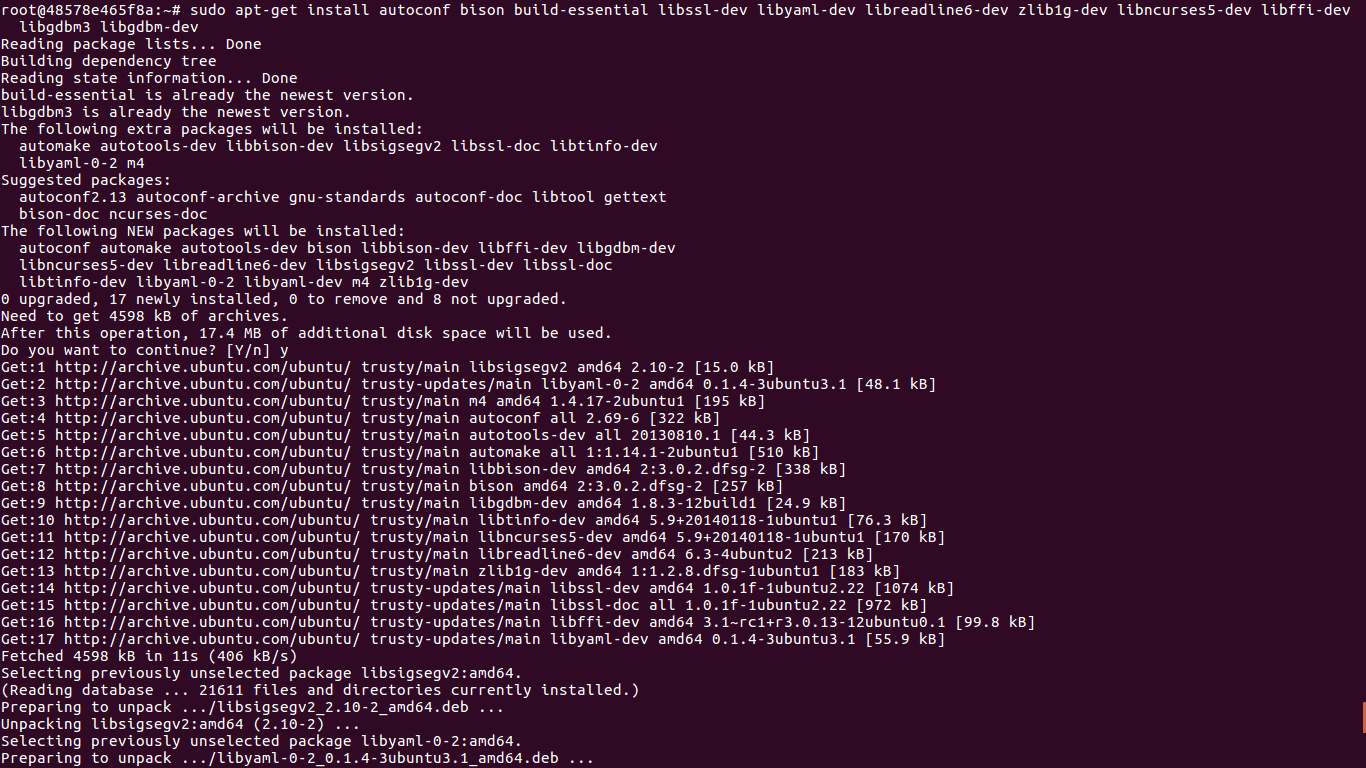 root@48578e465f8a:~# sudo apt-get install autoconf bison build-essential libssl-dev libyaml-dev libreadline6-dev zlib1g-dev libncurses5-dev libffi-dev
libgdbm3 libgdbm-dev
Reading package lists... Done
Building dependency tree
Reading state information... Done
build-essential is already the newest version.
libgdbm3 is already the newest version.
The following extra packages will be installed:
automake autotools-dev libbison-dev libsigsegv2 libssl-doc libtinfo-dev
libyaml-0-2 m4
Suggested packages:
autoconf2.13 autoconf-archive gnu-standards autoconf-doc libtool gettext
bison-doc ncurses-doc
The following NEW packages will be installed:
autoconf automake autotools-dev bison libbison-dev libffi-dev libgdbm-dev
libncurses5-dev libreadline6-dev libsigsegv2 libssl-dev libssl-doc
libtinfo-dev libyaml-0-2 libyaml-dev m4 zlib1g-dev
0 upgraded, 17 newly installed, 0 to remove and 8 not upgraded.
Need to get 4598 kB of archives.
After this operation, 17.4 MB of additional disk space will be used.
Do you want to continue? [Y/n] y
Get:1 http://archive.ubuntu.com/ubuntu/ trusty/main libsigsegv2 amd64 2.10-2 [15.0 kB]
Get:2 http://archive.ubuntu.com/ubuntu/ trusty-updates/main libyaml-0-2 amd64 0.1.4-3ubuntu3.1 [48.1 kB]
Get:3 http://archive.ubuntu.com/ubuntu/ trusty/main m4 amd64 1.4.17-2ubuntu1 [195 kB]
Get:4 http://archive.ubuntu.com/ubuntu/ trusty/main autoconf all 2.69-6 [322 kB]
Get:5 http://archive.ubuntu.com/ubuntu/ trusty/main autotools-dev all 20130810.1 [44.3 kB]
Get:6 http://archive.ubuntu.com/ubuntu/ trusty/main automake all 1:1.14.1-2ubuntu1 [510 kB]
Get:7 http://archive.ubuntu.com/ubuntu/ trusty/main libbison-dev amd64 2:3.0.2.dfsg-2 [338 kB]
Get:8 http://archive.ubuntu.com/ubuntu/ trusty/main bison amd64 2:3.0.2.dfsg-2 [257 kB]
Get:9 http://archive.ubuntu.com/ubuntu/ trusty/main libgdbm-dev amd64 1.8.3-12build1 [24.9 kB]
Get:10 http://archive.ubuntu.com/ubuntu/ trusty/main libtinfo-dev amd64 5.9+20140118-1ubuntu1 [76.3 kB]
Get:11 http://archive.ubuntu.com/ubuntu/ trusty/main libncurses5-dev amd64 5.9+20140118-1ubuntu1 [170 kB]
Get:12 http://archive.ubuntu.com/ubuntu/ trusty/main libreadline6-dev amd64 6.3-4ubuntu2 [213 kB]
Get:13 http://archive.ubuntu.com/ubuntu/ trusty/main zlib1g-dev amd64 1:1.2.8.dfsg-1ubuntu1 [183 kB]
Get:14 http://archive.ubuntu.com/ubuntu/ trusty-updates/main libssl-dev amd64 1.0.1f-1ubuntu2.22 [1074 kB]
Get:15 http://archive.ubuntu.com/ubuntu/ trusty-updates/main libssl-doc all 1.0.1f-1ubuntu2.22 [972 kB]
Get:16 http://archive.ubuntu.com/ubuntu/ trusty-updates/main libffi-dev amd64 3.1~rc1+r3.0.13-12ubuntu0.1 [99.8 kB]
Get:17 http://archive.ubuntu.com/ubuntu/ trusty-updates/main libyaml-dev amd64 0.1.4-3ubuntu3.1 [55.9 kB]
Fetched 4598 kB in 11s (406 kB/s)
Selecting previously unselected package libsigsegv2:amd64.
(Reading database ... 21611 files and directories currently installed.)
Preparing to unpack .../libsigsegv2_2.10-2_amd64.deb ...
Unpacking libsigsegv2:amd64 (2.10-2) ...
Selecting previously unselected package libyaml-0-2:amd64.
Preparing to unpack .../libyaml-0-2_0.1.4-3ubuntu3.1_amd64.deb ...